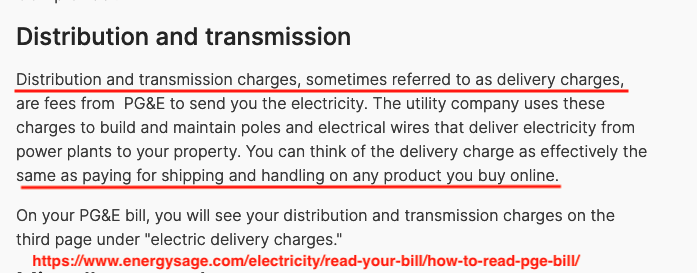 Distribution and transmission
Distribution and transmission charges, sometimes referred to as delivery charges,
are fees from PG&E to send you the electricity. The utility company uses these
charges to build and maintain poles and electrical wires that deliver electricity from
power plants to your property. You can think of the delivery charge as effectively the
same as paying for shipping and handling on any product you buy online.
On your PG&E bill, you will see your distribution and transmission charges on the
third page under "electric delivery charges."
https://www.energysage.com/electricity/read-your-bill/how-to-read-pge-bill/